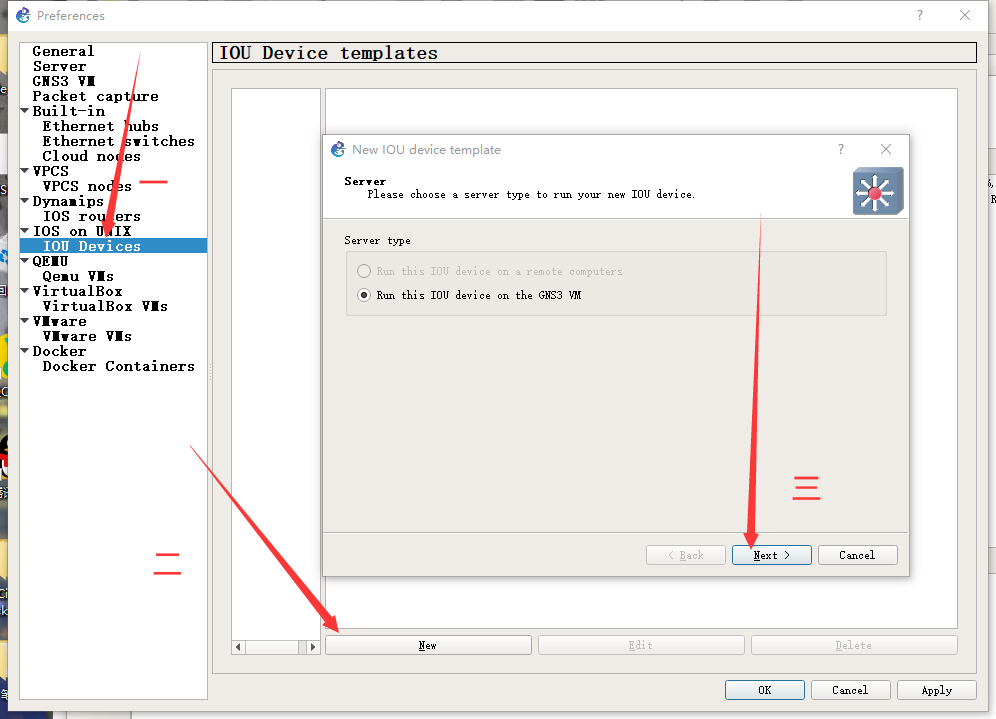 Preferences
General
Server
GNS3 VM
Packet capture
Built-in
Ethernet hubs
Ethernet switches
Cloud nodes
VPCS
VPCS nodes
一
Dynamips
IOS routers
IOS on UNIX
IOU Devices
QEMU
Qemu VMs
VirtualBox
VirtualBox VMs
VMware
VMware VMs
Docker
Docker Containers
IOU Device templates
New IOU device template
Server
Please choose a server type to run your new IOU device.
Server type
Run this IOU device on a remote computers
Run this IOU device on the GNS3 VM
三
< Back Next > Cancel
二
New Edit Delete
OK Cancel Apply